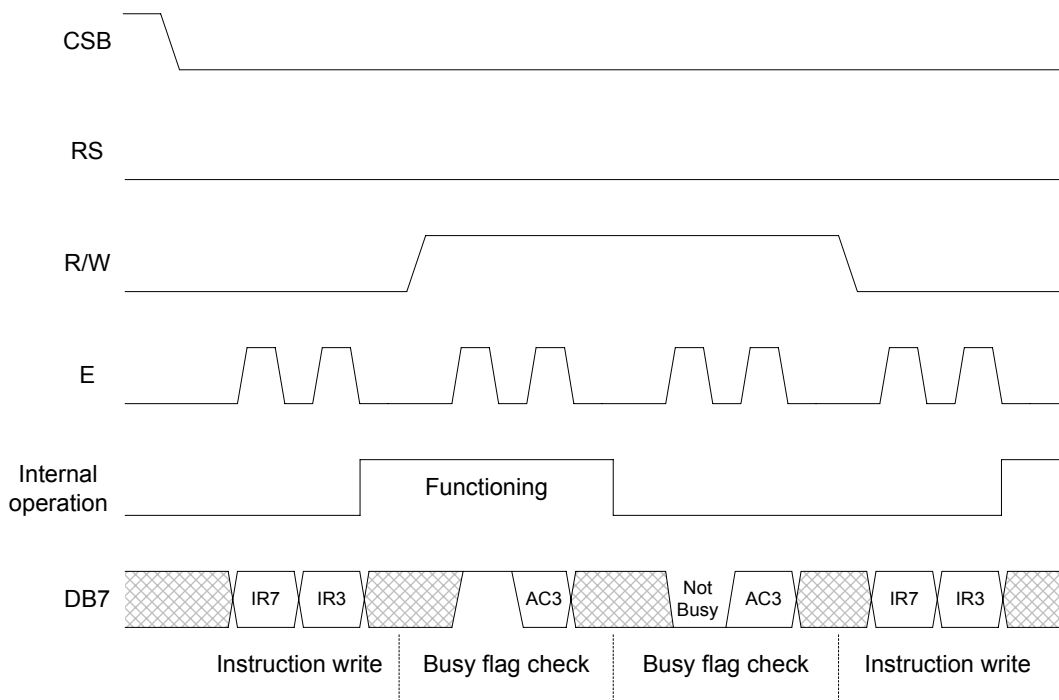 CSB
RS
R/W
E
Internal
operation
Functioning
DB7
IR7
IR3
AC3
Not
Busy
AC3
IR7
IR3
Instruction write
Busy flag check
Busy flag check
Instruction write